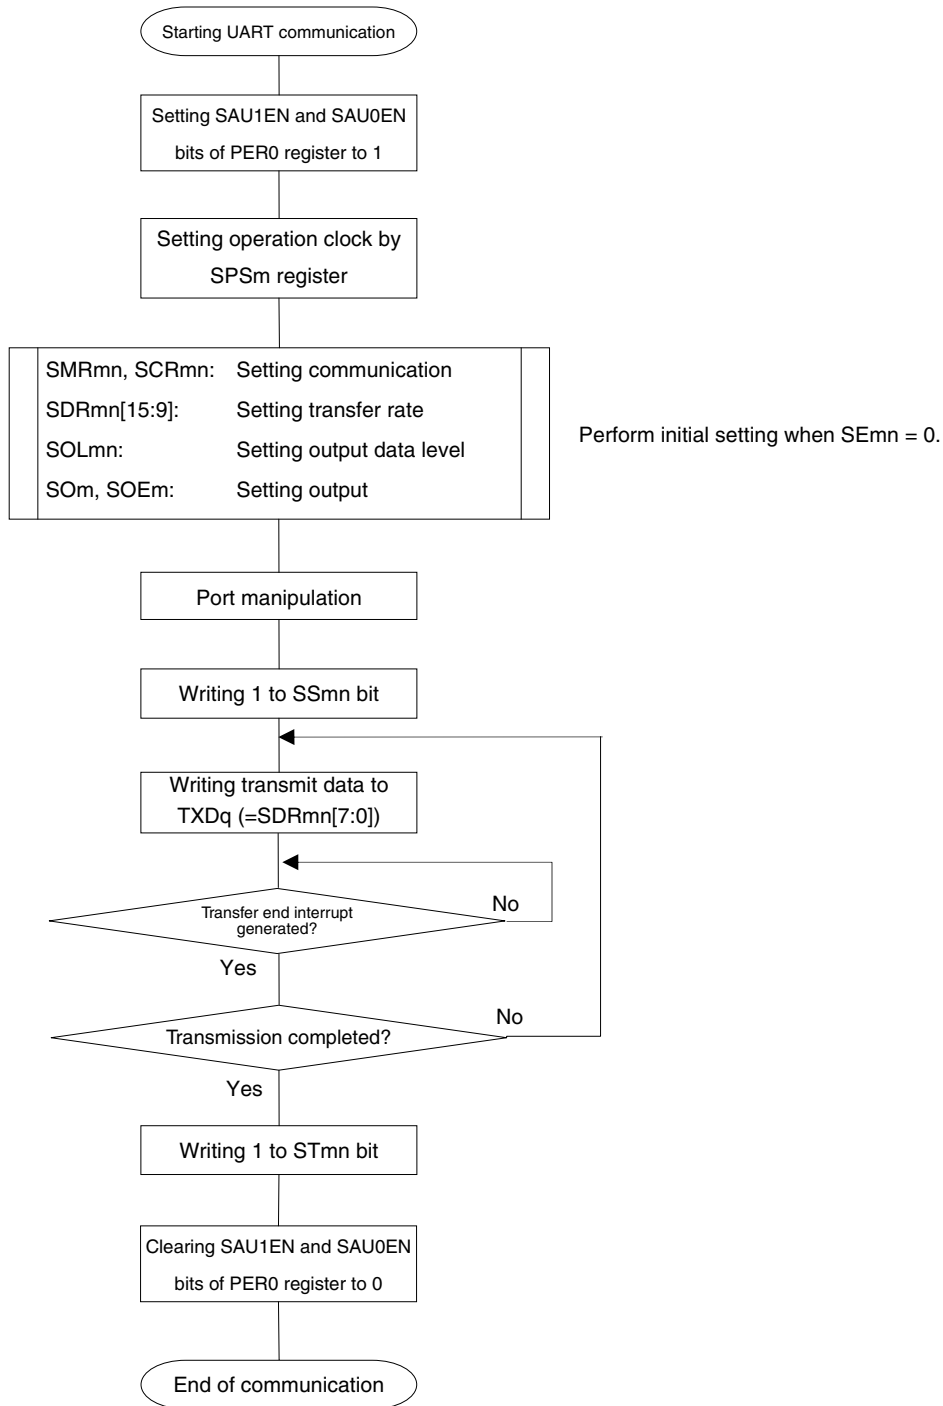 Starting UART communication
Setting SAU1EN and SAU0EN
bits of PER0 register to 1
Setting operation clock by
SPSm register
SMRmn, SCRmn: Setting communication
SDRmn[15:9]: Setting transfer rate
SOLmn: Setting output data level
SOm, SOEm: Setting output
Perform initial setting when SEmn = 0.
Port manipulation
Writing 1 to SSmn bit
Writing transmit data to
TXDq (=SDRmn[7:0])
Transfer end interrupt
generated?
No
Yes
Transmission completed?
No
Yes
Writing 1 to STmn bit
Clearing SAU1EN and SAU0EN
bits of PER0 register to 0
End of communication